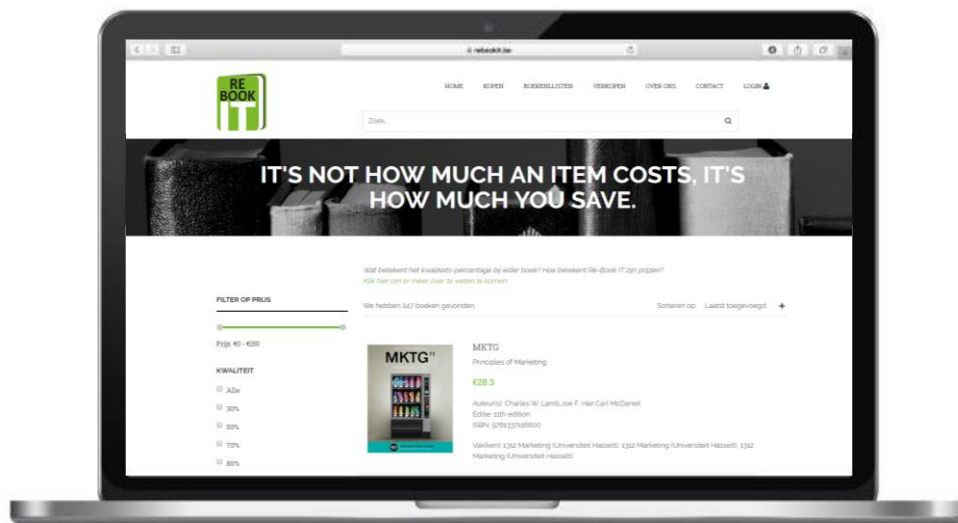 rebookit.be
RE
BOOK
IT
HOME KOPEN BOEKENLIJSTEN VERKOPEN OVER ONS CONTACT LOGIN
Zoek...
IT'S NOT HOW MUCH AN ITEM COSTS, IT'S
HOW MUCH YOU SAVE.
Wat betekent het kwaliteits-percentage bij ieder boek? Hoe berekent Re-Book IT zijn prijzen?
Klik hier om er meer over te weten te komen.
FILTER OP PRIJS
We hebben 247 boeken gevonden
Sorteren op: Laatst toegevoegd +
Prijs: €0 - €150
KWALITEIT
Alle
30%
50%
70%
80%
MKTG¹¹
MKTG
Principles of Marketing
€28.3
Auteur(s): Charles W. Lamb,Joe F. Hair,Carl McDaniel
Editie: 11th edition
ISBN: 9781337116800
Vak(ken): 1312 Marketing (Universiteit Hasselt), 1312 Marketing (Universiteit Hasselt), 1312
Marketing (Universiteit Hasselt)